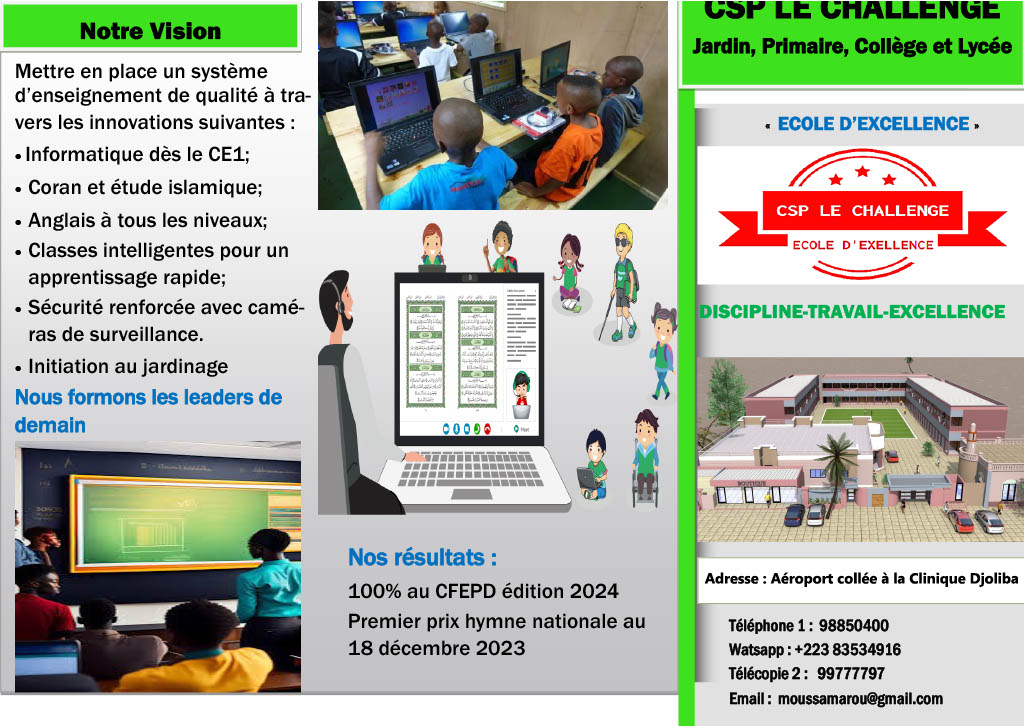 Notre Vision
Mettre en place un système
d'enseignement de qualité à tra-
vers les innovations suivantes :
• Informatique dès le CE1;
• Coran et étude islamique;
• Anglais à tous les niveaux;
• Classes intelligentes pour un
apprentissage rapide;
• Sécurité renforcée avec camé-
ras de surveillance.
• Initiation au jardinage
Nous formons les leaders de
demain
Nos résultats :
100% au CFEPD édition 2024
Premier prix hymne nationale au
18 décembre 2023
CSP LE CHALLENGE
Jardin, Primaire, Collège et Lycée
« ECOLE D'EXCELLENCE »
CSP LE CHALLENGE
ECOLE D'EXELLENCE
DISCIPLINE-TRAVAIL-EXCELLENCE
BOUTIQUE
Adresse : Aéroport collée à la Clinique Djoliba
Téléphone 1 : 98850400
Watsapp : +223 83534916
Télécopie 2 : 99777797
Email : moussamarou@gmail.com